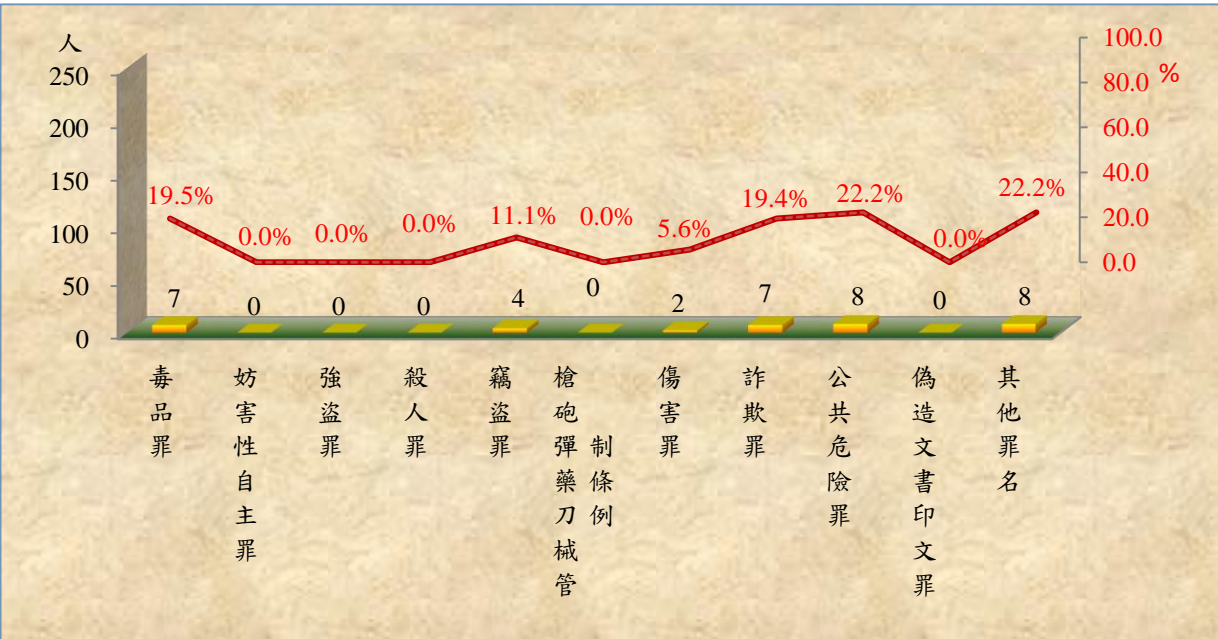 人
250
200
150
100
50
0
100.0
80.0
60.0
40.0
20.0
0.0
%
19.5%
0.0%
0.0%
0.0%
11.1%
0.0%
5.6%
19.4%
22.2%
0.0%
22.2%
7
0
0
0
4
0
2
7
8
0
8
毒品罪
妨害性自主罪
強盜罪
殺人罪
竊盜罪
槍砲彈藥刀械管
制條例
傷害罪
詐欺罪
公共危險罪
偽造文書印文罪
其他罪名